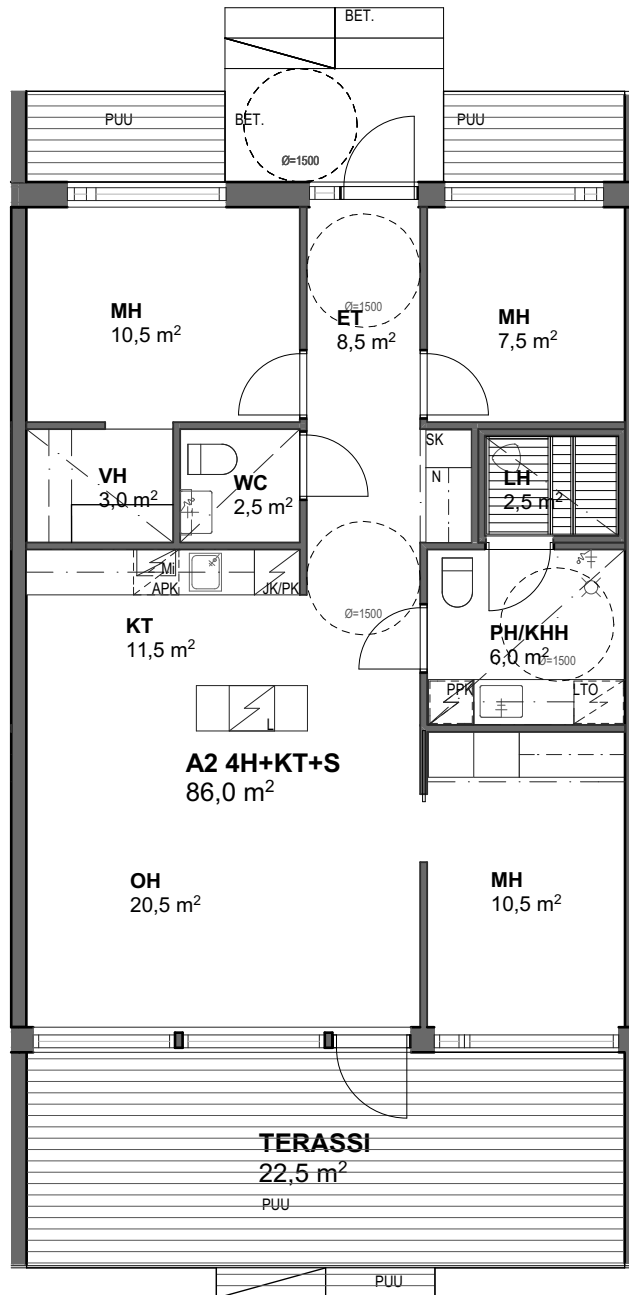 BET.
PUU
BET.
PUU
Ø=1500
MH
10,5 m²
Ø=1500
ET
8,5 m²
MH
7,5 m²
VH
3,0 m²
WC
2,5 m²
SK
N
LH
2,5 m²
Mi
APK
JK/PK
KT
11,5 m²
Ø=1500
PH/KHH
6,0 m²
Ø=1500
PPK
LTO
L
A2 4H+KT+S
86,0 m²
OH
20,5 m²
MH
10,5 m²
TERASSI
22,5 m²
PUU
PUU